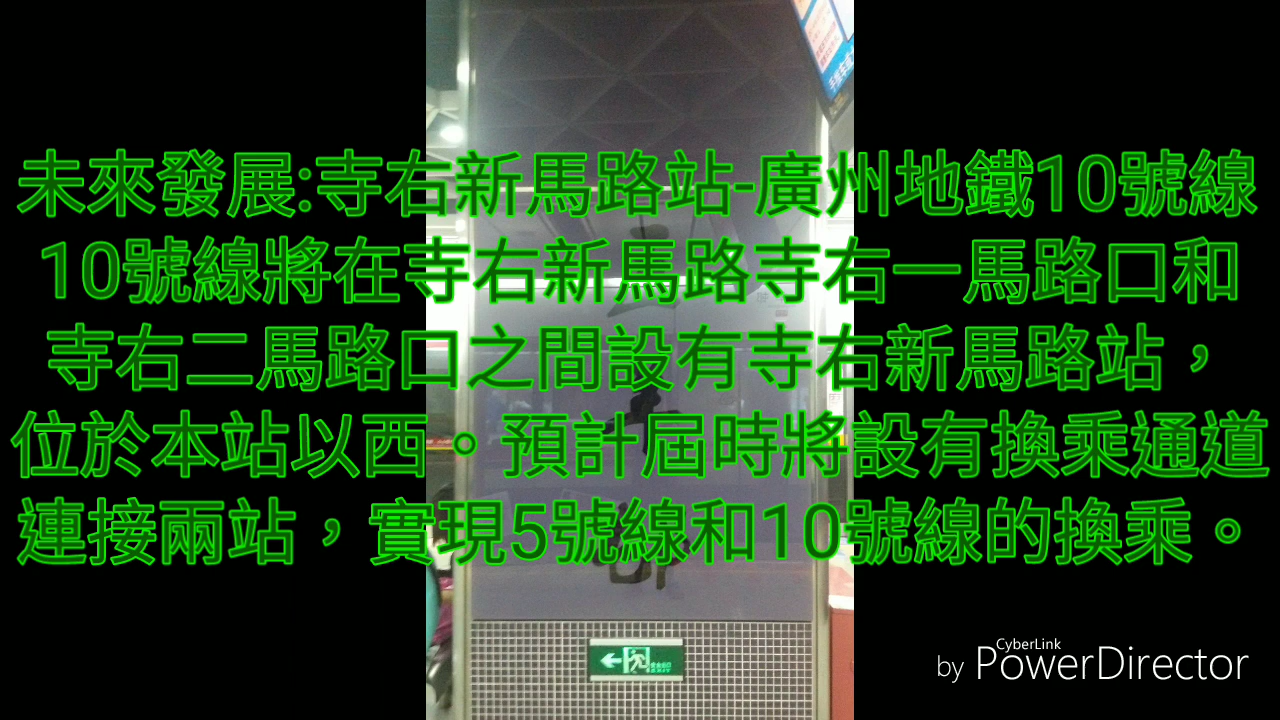 未來發展:寺右新馬路站-廣州地鐵10號線
10號線將在寺右新馬路寺右一馬路口和
寺右二馬路口之間設有寺右新馬路站，
位於本站以西。預計屆時將設有換乘通道
連接兩站，實現5號線和10號線的換乘。
CyberLink
by PowerDirector